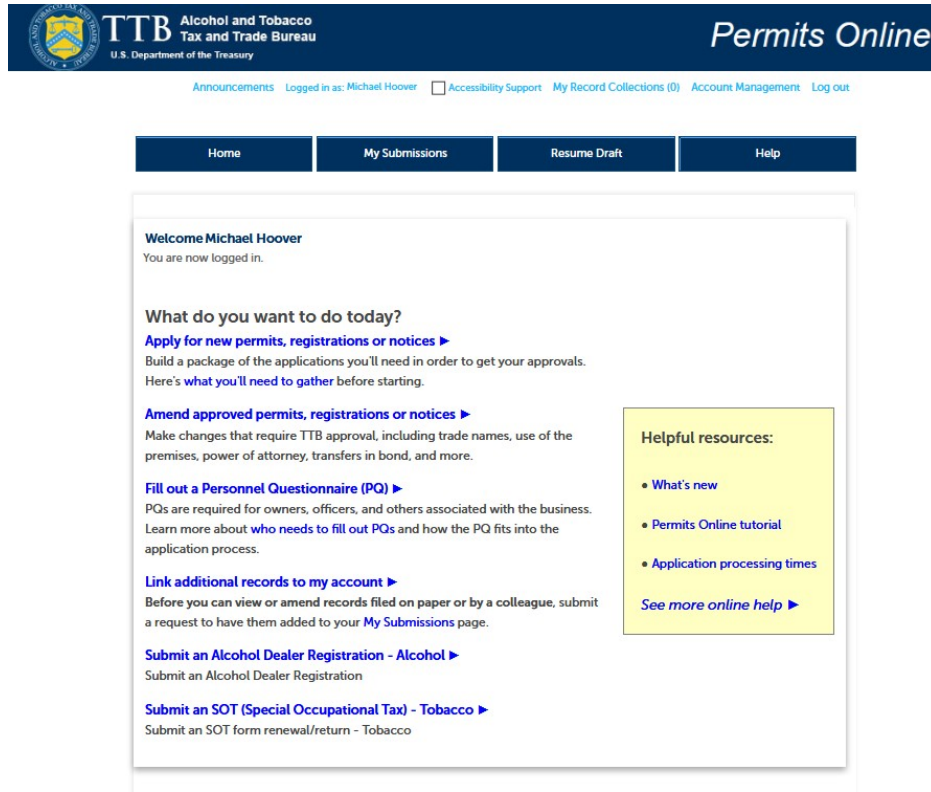 TTB Alcohol and Tobacco
Tax and Trade Bureau
U.S. Department of the Treasury
Permits Online
Announcements Logged in as: Michael Hoover Accessibility Support My Record Collections (0) Account Management Log out
Home My Submissions Resume Draft Help
Welcome Michael Hoover
You are now logged in.
What do you want to do today?
Apply for new permits, registrations or notices ►
Build a package of the applications you'll need in order to get your approvals.
Here's what you'll need to gather before starting.
Amend approved permits, registrations or notices ►
Make changes that require TTB approval, including trade names, use of the
premises, power of attorney, transfers in bond, and more.
Fill out a Personnel Questionnaire (PQ) ►
PQs are required for owners, officers, and others associated with the business.
Learn more about who needs to fill out PQs and how the PQ fits into the
application process.
Link additional records to my account ►
Before you can view or amend records filed on paper or by a colleague, submit
a request to have them added to your My Submissions page.
Submit an Alcohol Dealer Registration - Alcohol ►
Submit an Alcohol Dealer Registration
Submit an SOT (Special Occupational Tax) - Tobacco ►
Submit an SOT form renewal/return - Tobacco
Helpful resources:
• What's new
• Permits Online tutorial
• Application processing times
See more online help ►